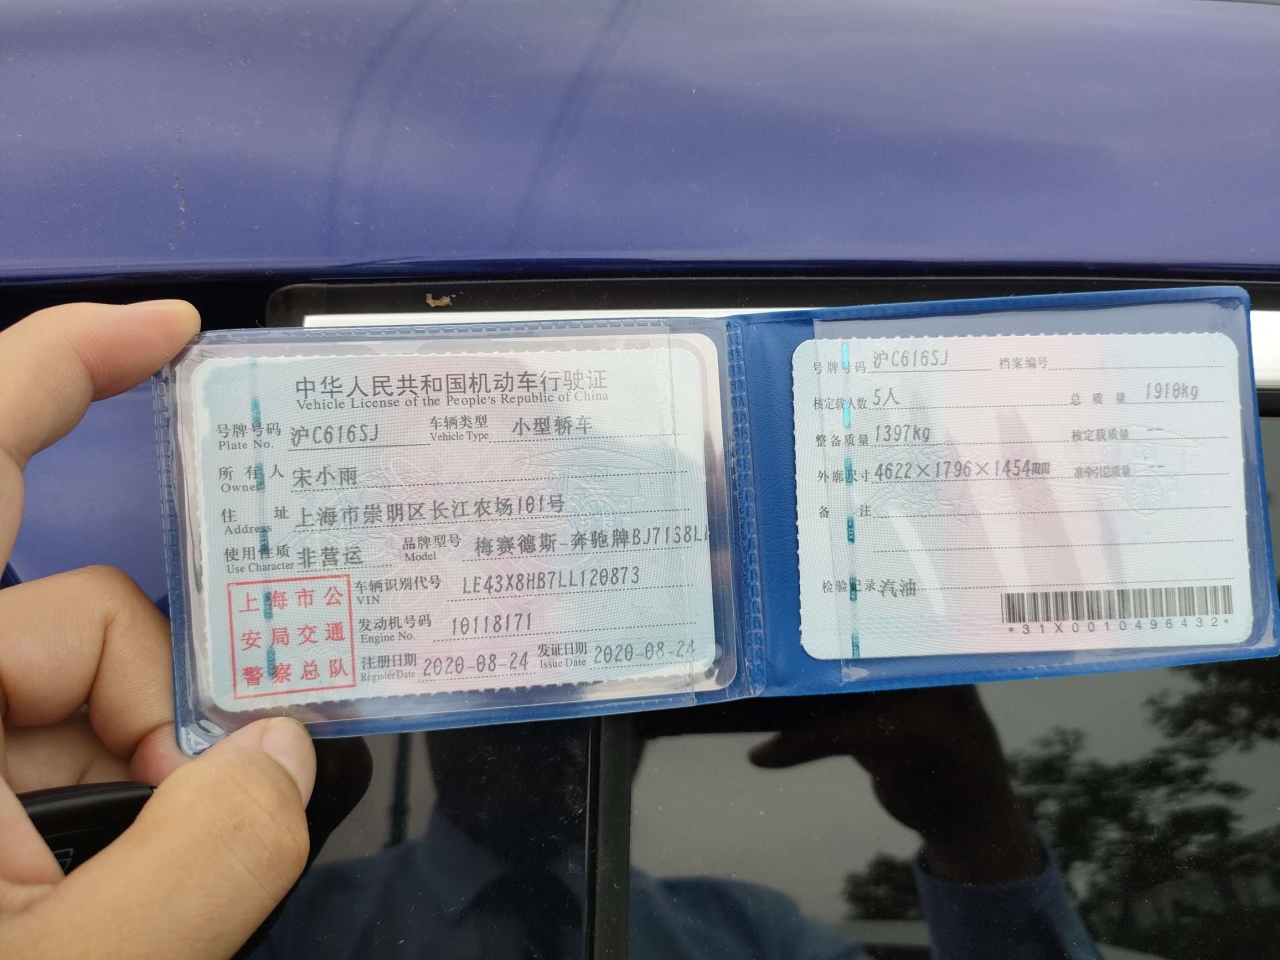 中华人民共和国机动车行驶证
Vehicle License of the People's Republic of China
号牌号码 沪C616SJ 车辆类型 小型轿车
Plate No. Vehicle Type
所有人 宋小雨
Owner
住址 上海市崇明区长江农场101号
Address
使用性质 非营运 品牌型号 梅赛德斯-奔驰牌BJ7138L
Use Character Model
上海市公
安局交通
警察总队
车辆识别代号 LE43X8HB7LL120873
VIN
发动机号码 10118171
Engine No.
注册日期 2020-08-24 发证日期 2020-08-24
Register Date Issue Date
号牌号码 沪C616SJ 档案编号
核定载人数 5人 总质量 1910kg
整备质量 1397kg 核定载质量 --
外廓尺寸 4622×1796×1454mm 准牵引总质量 --
备注
检验记录 汽油
*31X0010496432*